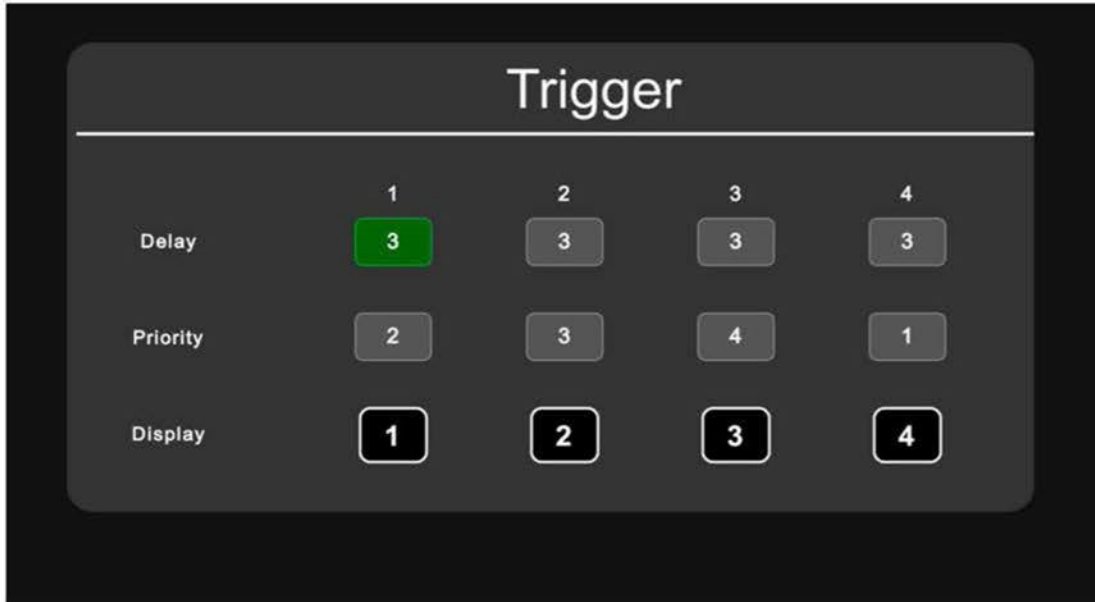 Trigger
1 2 3 4
Delay 3 3 3 3
Priority 2 3 4 1
Display 1 2 3 4